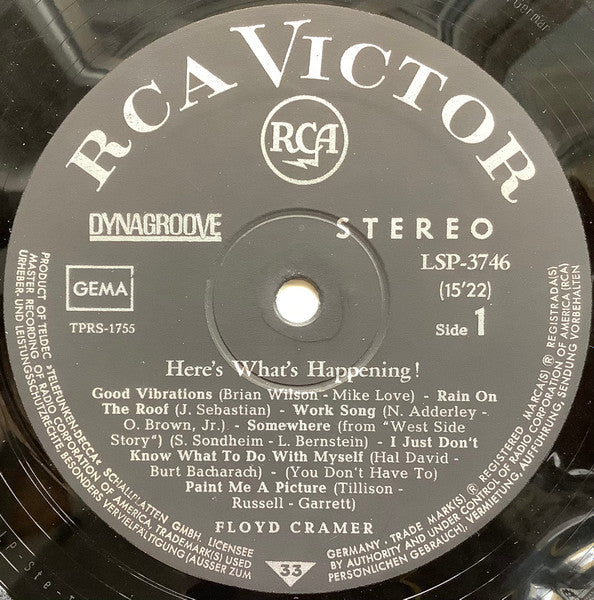 RCA VICTOR
RCA
DYNAGROOVE
STEREO
LSP-3746
(15'22)
Side 1
GEMA
TPRS-1755
Here's What's Happening!
Good Vibrations (Brian Wilson - Mike Love) - Rain On
The Roof (J. Sebastian) - Work Song (N. Adderley -
O. Brown, Jr.) - Somewhere (from "West Side
Story") (S. Sondheim - L. Bernstein) - I Just Don't
Know What To Do With Myself (Hal David -
Burt Bacharach) - (You Don't Have To)
Paint Me A Picture (Tillison -
Russell - Garrett)
FLOYD CRAMER
33
PRODUCT OF TELDEC »TELEFUNKEN-DECCA« SCHALLPLATTEN GMBH. LICENSEE
MASTER RECORDING OF RADIO CORPORATION OF AMERICA, TRADEMARK(S) USED
URHEBER- UND LEISTUNGSSCHUTZRECHTE BESONDERS VERVIELFÄLTIGUNG (AUSSER ZUM
GERMANY · TRADE MARK(S) ® REGISTERED MARCA(S) ® REGISTRADA(S)
BY AUTHORITY AND UNDER CONTROL OF RADIO CORPORATION OF AMERICA (RCA)
PERSÖNLICHEN GEBRAUCH), VERMIETUNG, AUFFÜHRUNG, SENDUNG VORBEHALTEN